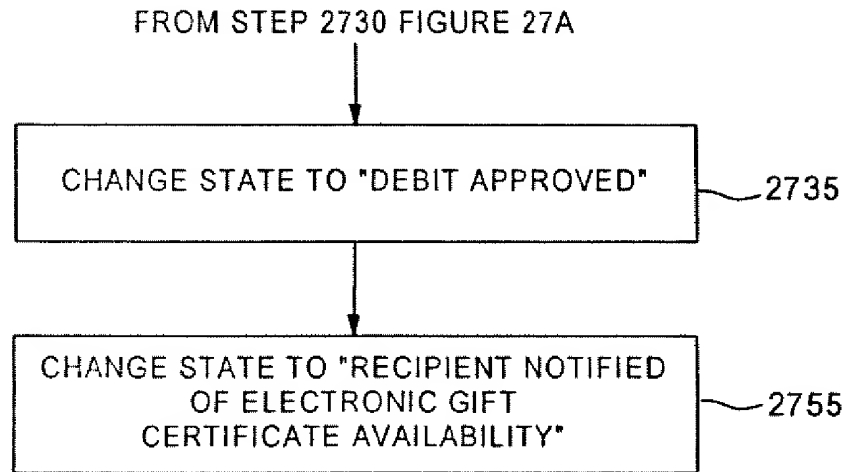 FROM STEP 2730 FIGURE 27A
CHANGE STATE TO "DEBIT APPROVED"
2735
CHANGE STATE TO "RECIPIENT NOTIFIED
OF ELECTRONIC GIFT
CERTIFICATE AVAILABILITY"
2755